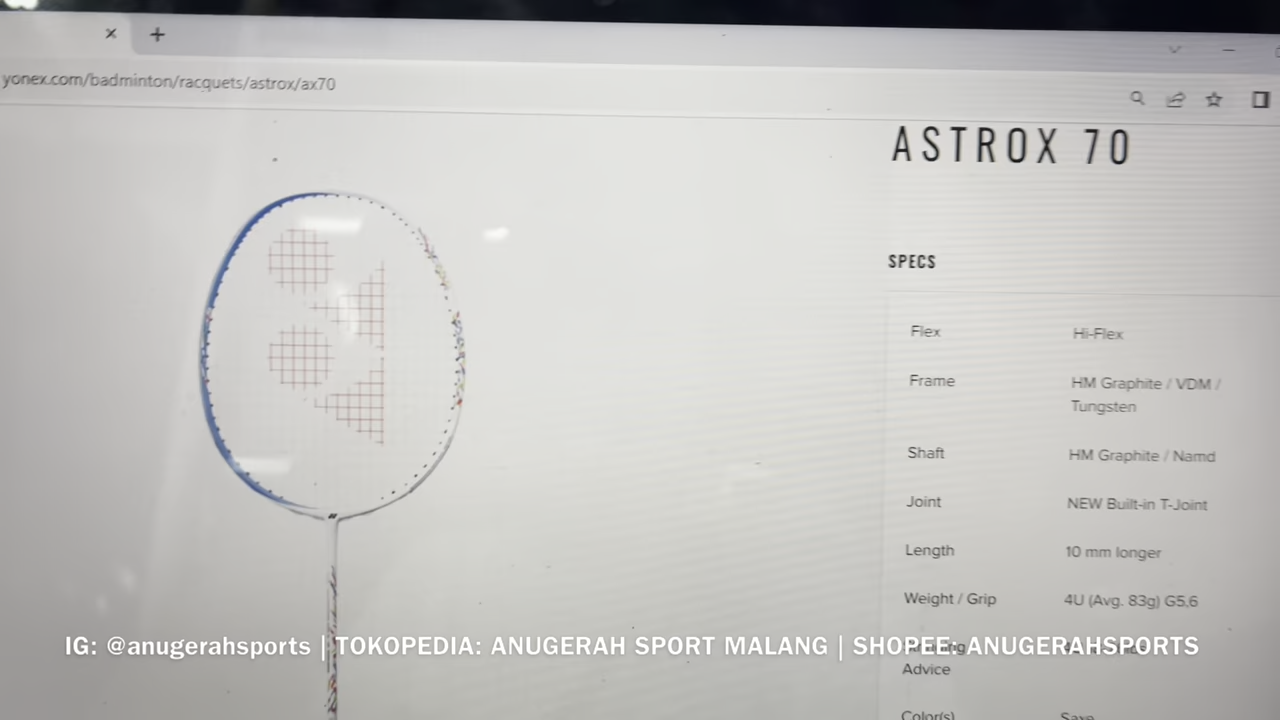 yonex.com/badminton/racquets/astrox/ax70
ASTROX 70
SPECS
Flex Hi-Flex
Frame HM Graphite / VDM /
Tungsten
Shaft HM Graphite / Namd
Joint NEW Built-in T-Joint
Length 10 mm longer
Weight / Grip 4U (Avg. 83g) G5,6
IG: @anugerahsports | TOKOPEDIA: ANUGERAH SPORT MALANG | SHOPEE: ANUGERAHSPORTS
Advice
Color(s) Saxe